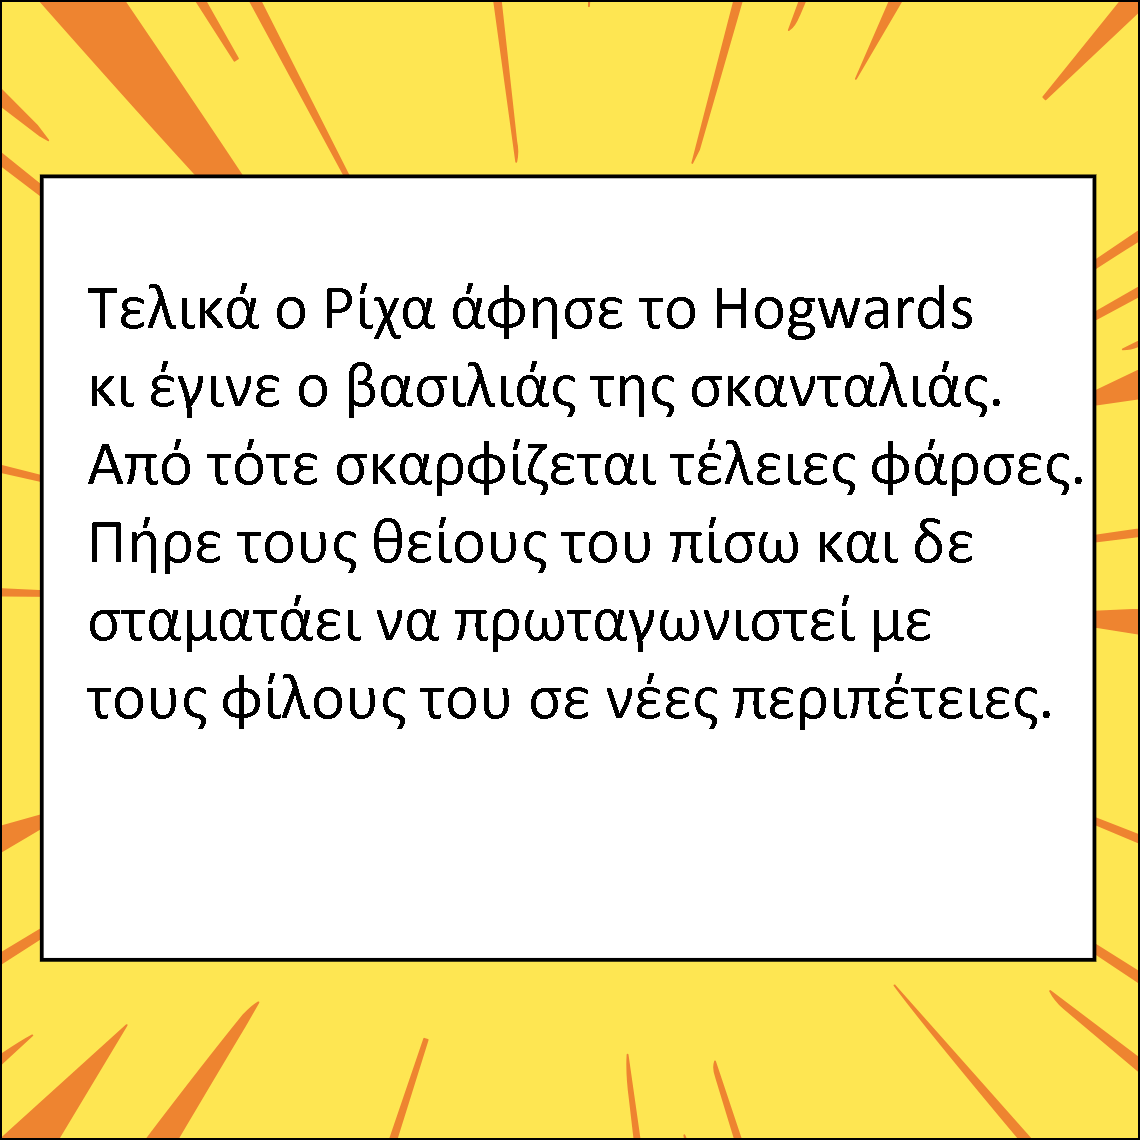 Τελικά ο Ρίχα άφησε το Hogwards
κι έγινε ο βασιλιάς της σκανταλιάς.
Από τότε σκαρφίζεται τέλειες φάρσες.
Πήρε τους θείους του πίσω και δε
σταματάει να πρωταγωνιστεί με
τους φίλους του σε νέες περιπέτειες.